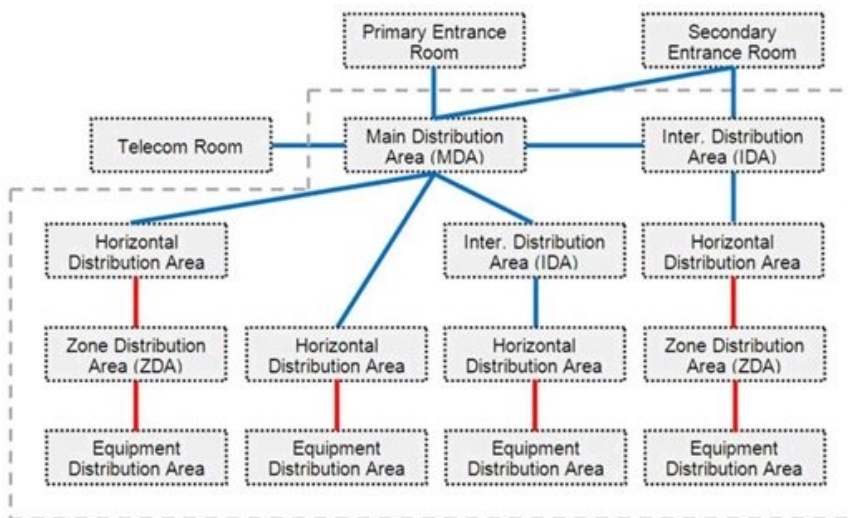 Primary Entrance
Room
Secondary
Entrance Room
Telecom Room
Main Distribution
Area (MDA)
Inter. Distribution
Area (IDA)
Horizontal
Distribution Area
Inter. Distribution
Area (IDA)
Horizontal
Distribution Area
Zone Distribution
Area (ZDA)
Horizontal
Distribution Area
Horizontal
Distribution Area
Zone Distribution
Area (ZDA)
Equipment
Distribution Area
Equipment
Distribution Area
Equipment
Distribution Area
Equipment
Distribution Area